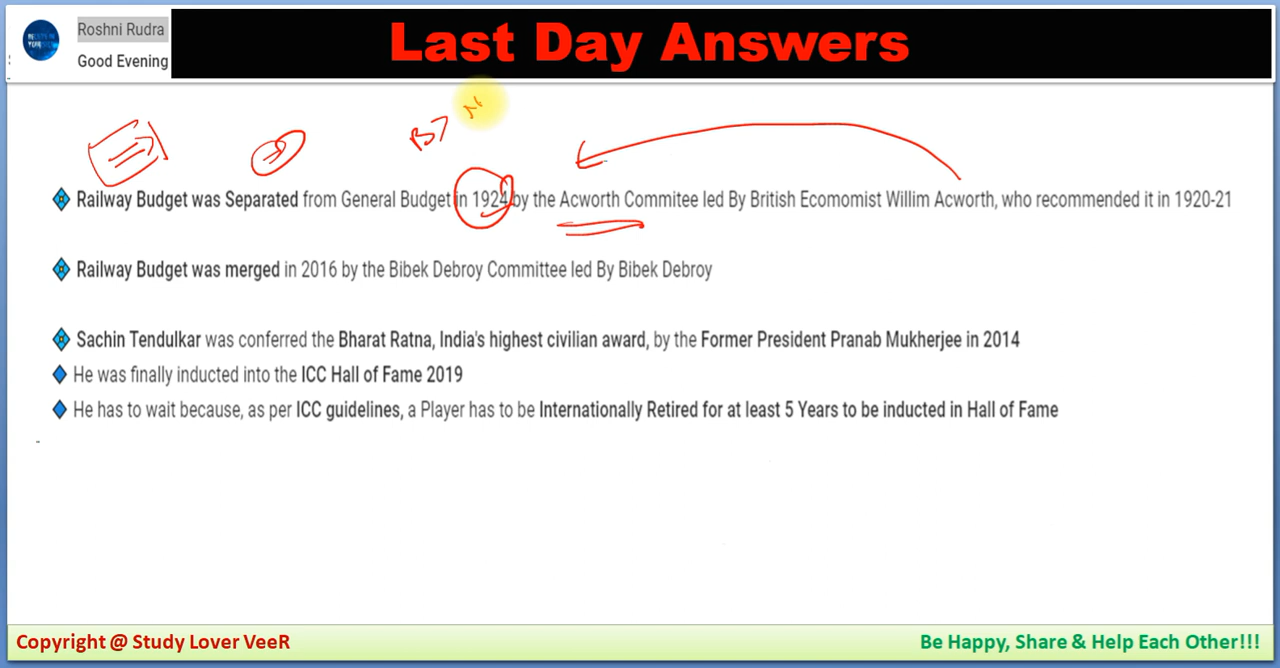 Roshni Rudra
Good Evening
Last Day Answers
B7 N
Railway Budget was Separated from General Budget in 1924 by the Acworth Commitee led By British Ecomomist Willim Acworth, who recommended it in 1920-21
Railway Budget was merged in 2016 by the Bibek Debroy Committee led By Bibek Debroy
Sachin Tendulkar was conferred the Bharat Ratna, India's highest civilian award, by the Former President Pranab Mukherjee in 2014
He was finally inducted into the ICC Hall of Fame 2019
He has to wait because, as per ICC guidelines, a Player has to be Internationally Retired for at least 5 Years to be inducted in Hall of Fame
Copyright @ Study Lover VeeR
Be Happy, Share & Help Each Other!!!